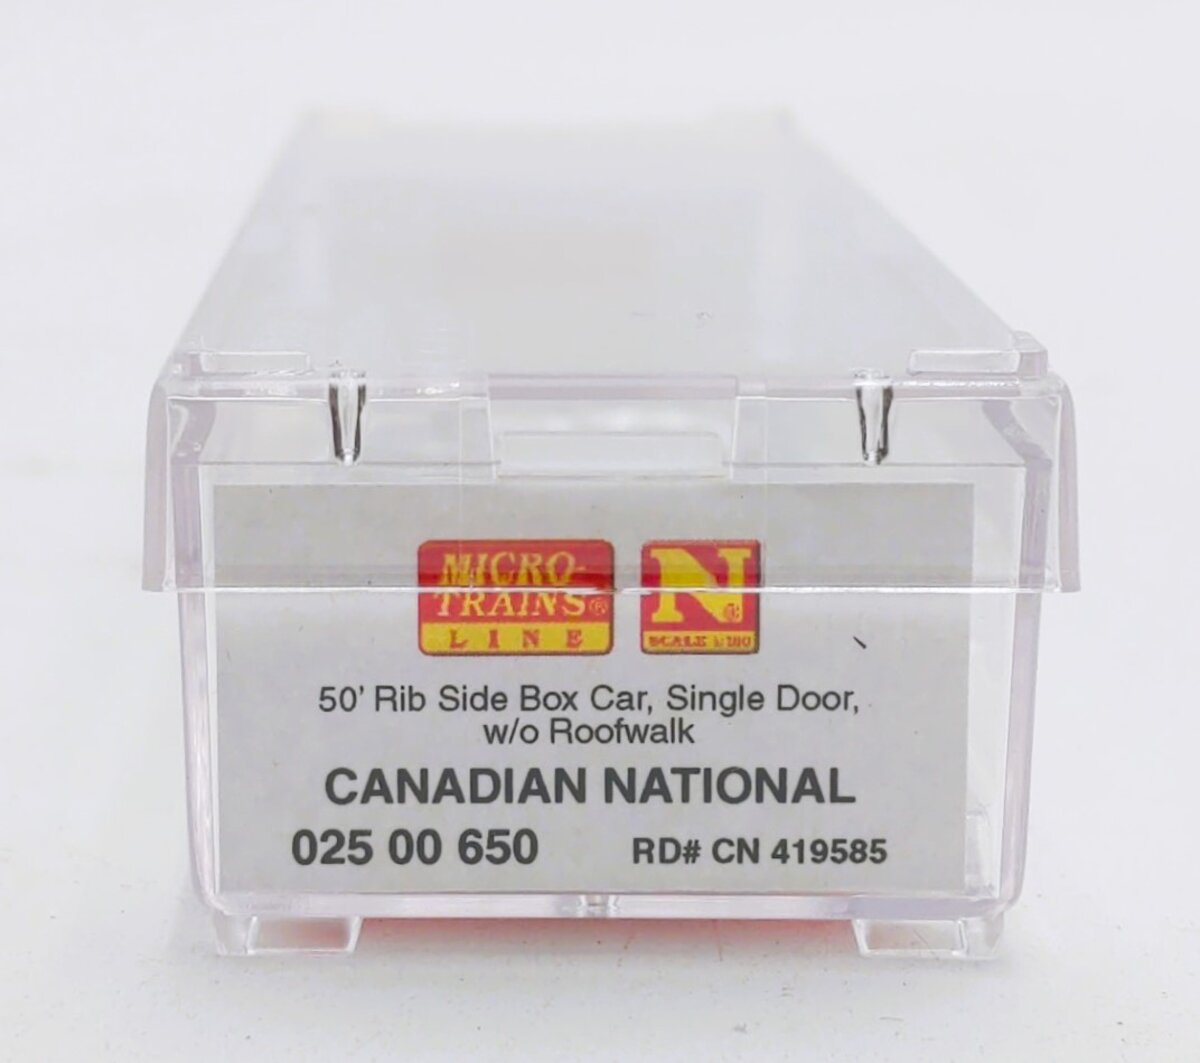 MICRO-
TRAINS®
LINE
N
SCALE 1:160
50' Rib Side Box Car, Single Door,
w/o Roofwalk
CANADIAN NATIONAL
025 00 650 RD# CN 419585